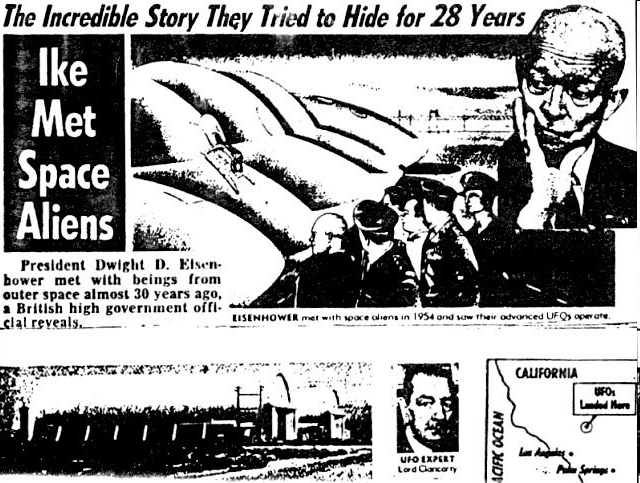 The Incredible Story They Tried to Hide for 28 Years
Ike
Met
Space
Aliens
President Dwight D. Eisen-
hower met with beings from
outer space almost 30 years ago,
a British high government offi-
cial reveals.
EISENHOWER met with space aliens in 1954 and saw their advanced UFOs operate.
UFO EXPERT
Lord Clancarty
CALIFORNIA
UFOs
Landed Here
PACIFIC OCEAN
Los Angeles
Palm Springs